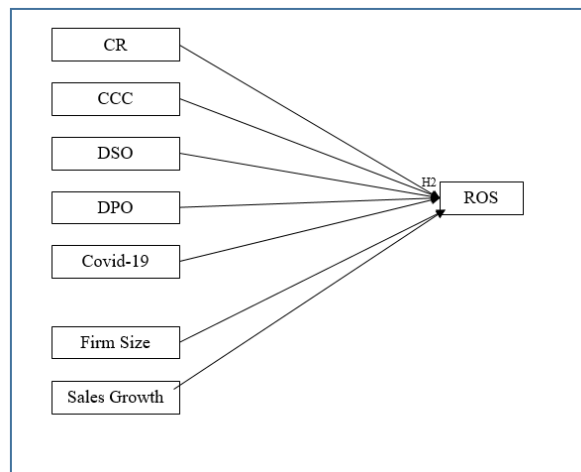 CR
CCC
DSO
DPO
Covid-19
Firm Size
Sales Growth
H2
ROS